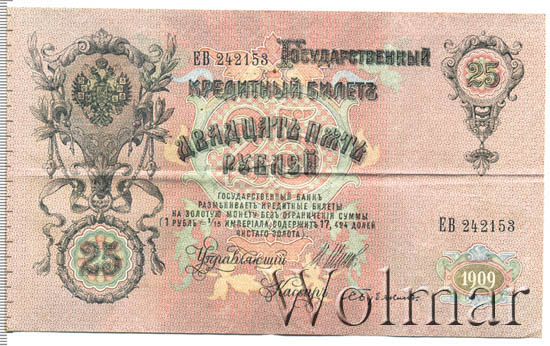 ЕВ 242153
Государственный
Кредитный Билетъ
25
Двадцать пять
рублей
25
Государственный Банкъ
размѣниваетъ кредитные билеты
на золотую монету безъ ограниченія суммы
(1 рубль = 1/15 имперіала, содержитъ 17,424 долей
чистаго золота).
ЕВ 242153
Управляющій
Кассиръ
25
1909
Wolmar